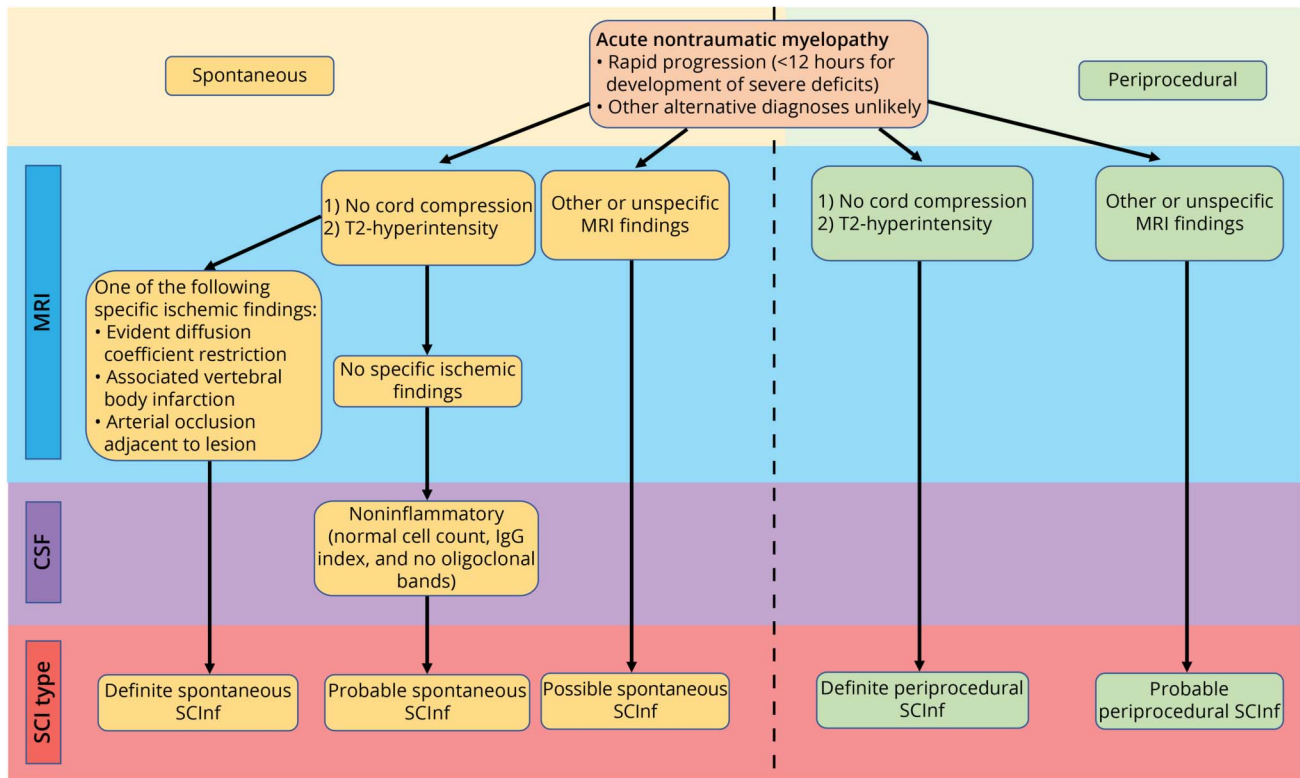 Spontaneous
Acute nontraumatic myelopathy
• Rapid progression (<12 hours for
development of severe deficits)
• Other alternative diagnoses unlikely
Periprocedural
MRI
1) No cord compression
2) T2-hyperintensity
Other or unspecific
MRI findings
1) No cord compression
2) T2-hyperintensity
Other or unspecific
MRI findings
One of the following
specific ischemic findings:
• Evident diffusion
coefficient restriction
• Associated vertebral
body infarction
• Arterial occlusion
adjacent to lesion
No specific ischemic
findings
CSF
Noninflammatory
(normal cell count, IgG
index, and no oligoclonal
bands)
SCI type
Definite spontaneous
SCInf
Probable spontaneous
SCInf
Possible spontaneous
SCInf
Definite periprocedural
SCInf
Probable
periprocedural SCInf